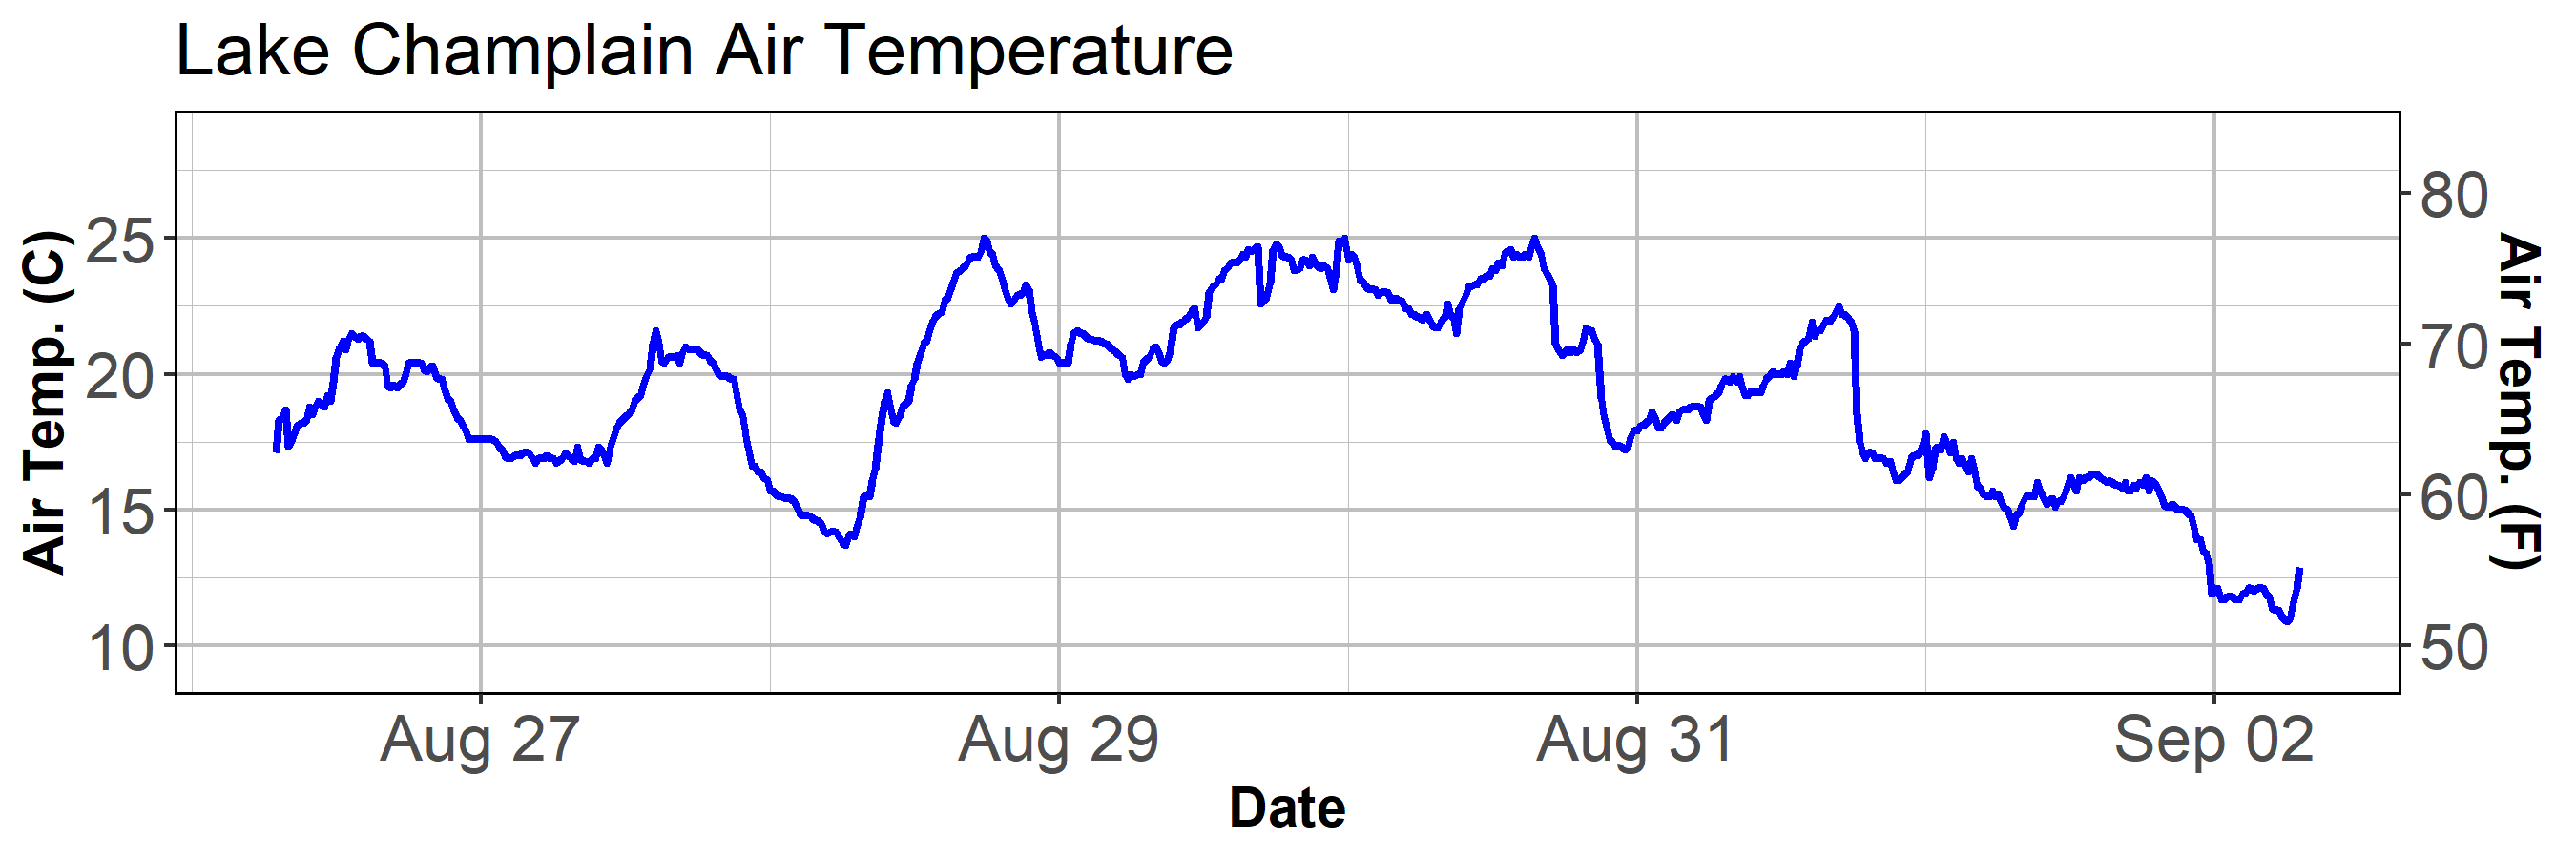 Lake Champlain Air Temperature
Air Temp. (C)
25
20
15
10
80
70
60
50
Air Temp. (F)
Aug 27
Aug 29
Aug 31
Sep 02
Date